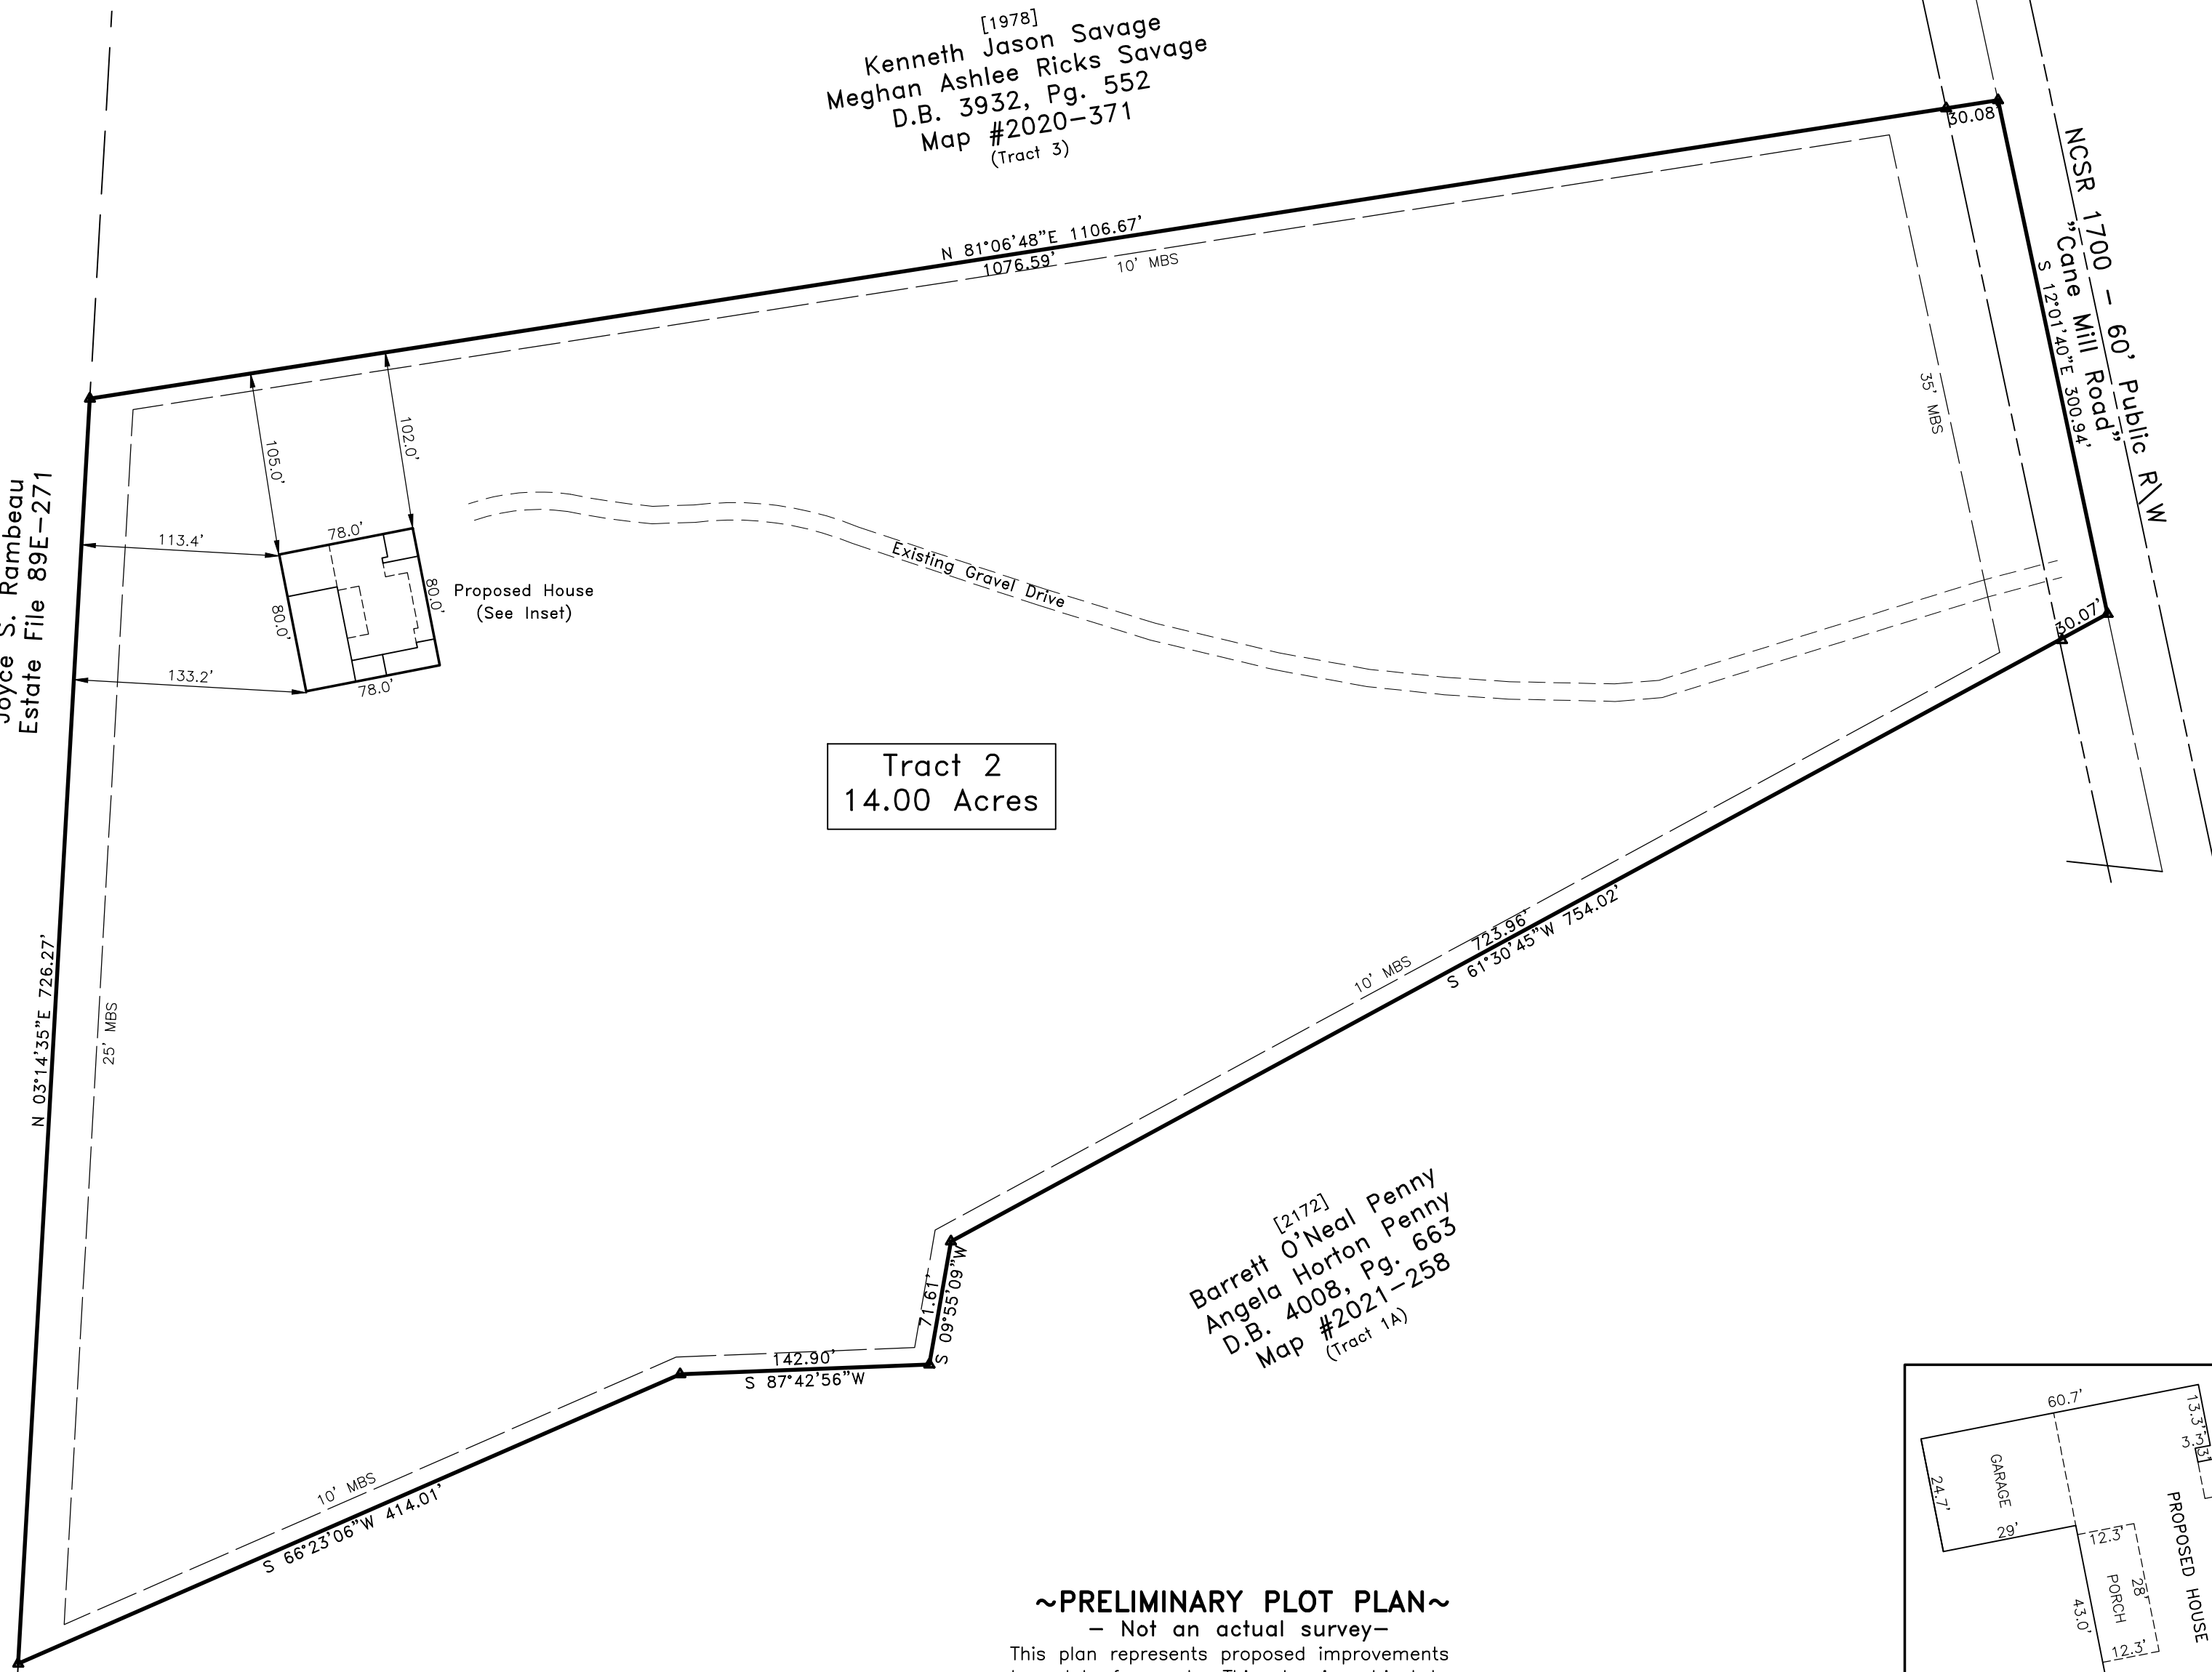 [1978]
Kenneth Jason Savage
Meghan Ashlee Ricks Savage
D.B. 3932, Pg. 552
Map #2020-371
(Tract 3)
30.08'
NCSR 1700 - 60' Public R\W
"Cane Mill Road"
S 12°01'40"E 300.94'
N 81°06'48"E 1106.67'
1076.59'
10' MBS
35' MBS
105.0'
102.0'
Joyce S. Rambeau
Estate File 89E-271
113.4'
78.0'
80.0'
80.0'
Proposed House
(See Inset)
133.2'
78.0'
Existing Gravel Drive
30.07'
Tract 2
14.00 Acres
N 03°14'35"E 726.27'
25' MBS
723.96'
S 61°30'45"W 754.02'
10' MBS
71.61'
S 09°55'09"W
142.90'
S 87°42'56"W
[2172]
Barrett O'Neal Penny
Angela Horton Penny
D.B. 4008, Pg. 663
Map #2021-258
(Tract 1A)
10' MBS
S 66°23'06"W 414.01'
60.7'
13.3'
3.3'
GARAGE
24.7'
29'
12.3'
PORCH
28'
43.0'
12.3'
PROPOSED HOUSE
~PRELIMINARY PLOT PLAN~
- Not an actual survey-
This plan represents proposed improvements